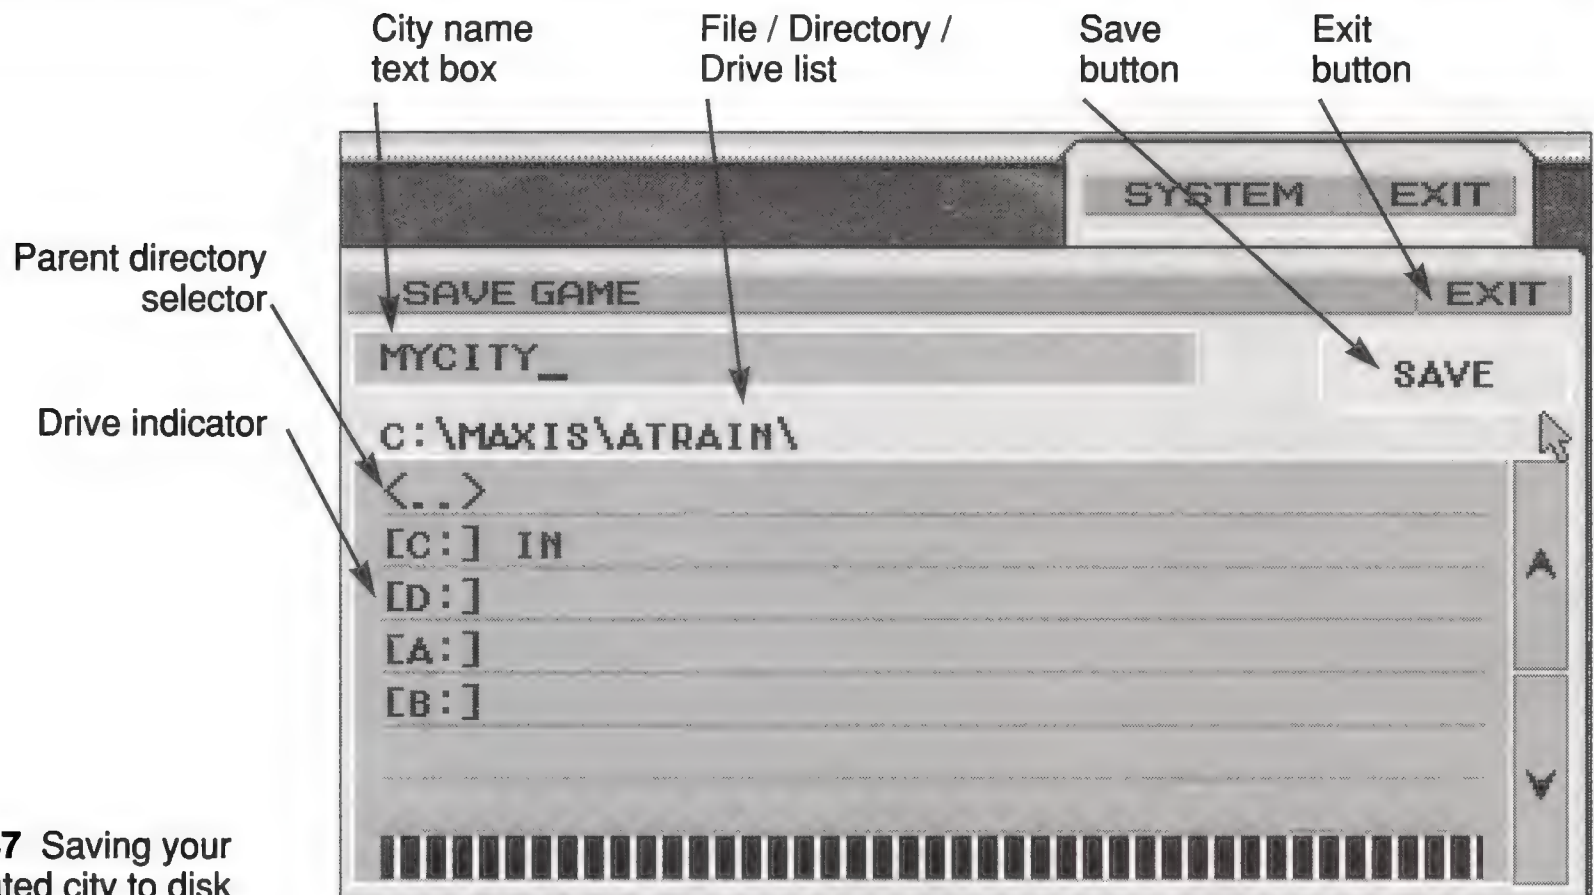 City name
text box
File / Directory /
Drive list
Save
button
Exit
button
SYSTEM EXIT
Parent directory
selector
SAVE GAME EXIT
MYCITY_
SAVE
Drive indicator
C:\MAXIS\ATRAIN\
<..>
[C:] IN
[D:]
[A:]
[B:]
7 Saving your
city to disk